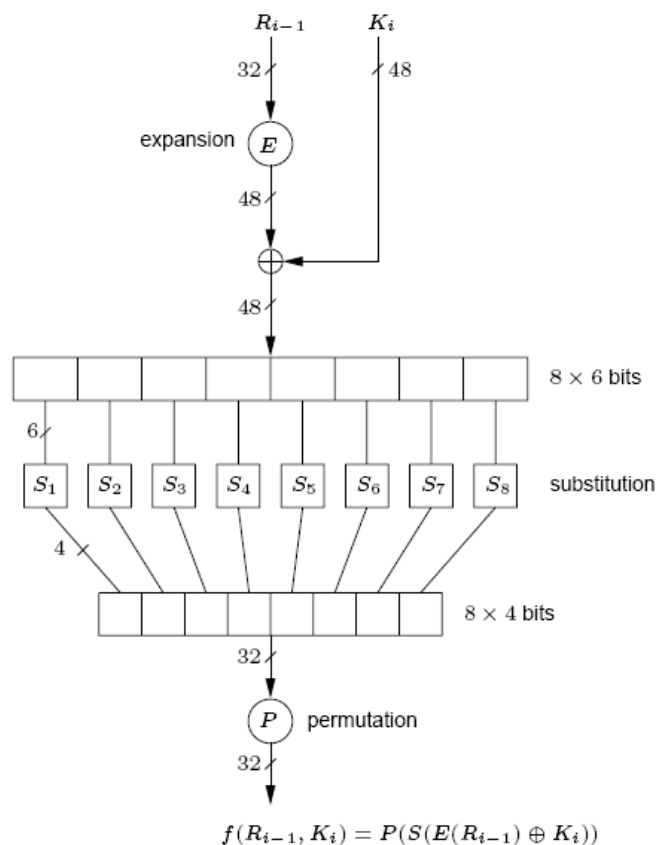 R_{i−1} K_i
32 48
expansion E
48
⊕
48
8 × 6 bits
6
S_1 S_2 S_3 S_4 S_5 S_6 S_7 S_8 substitution
4
8 × 4 bits
32
P permutation
32
f(R_{i−1}, K_i) = P(S(E(R_{i−1}) ⊕ K_i))